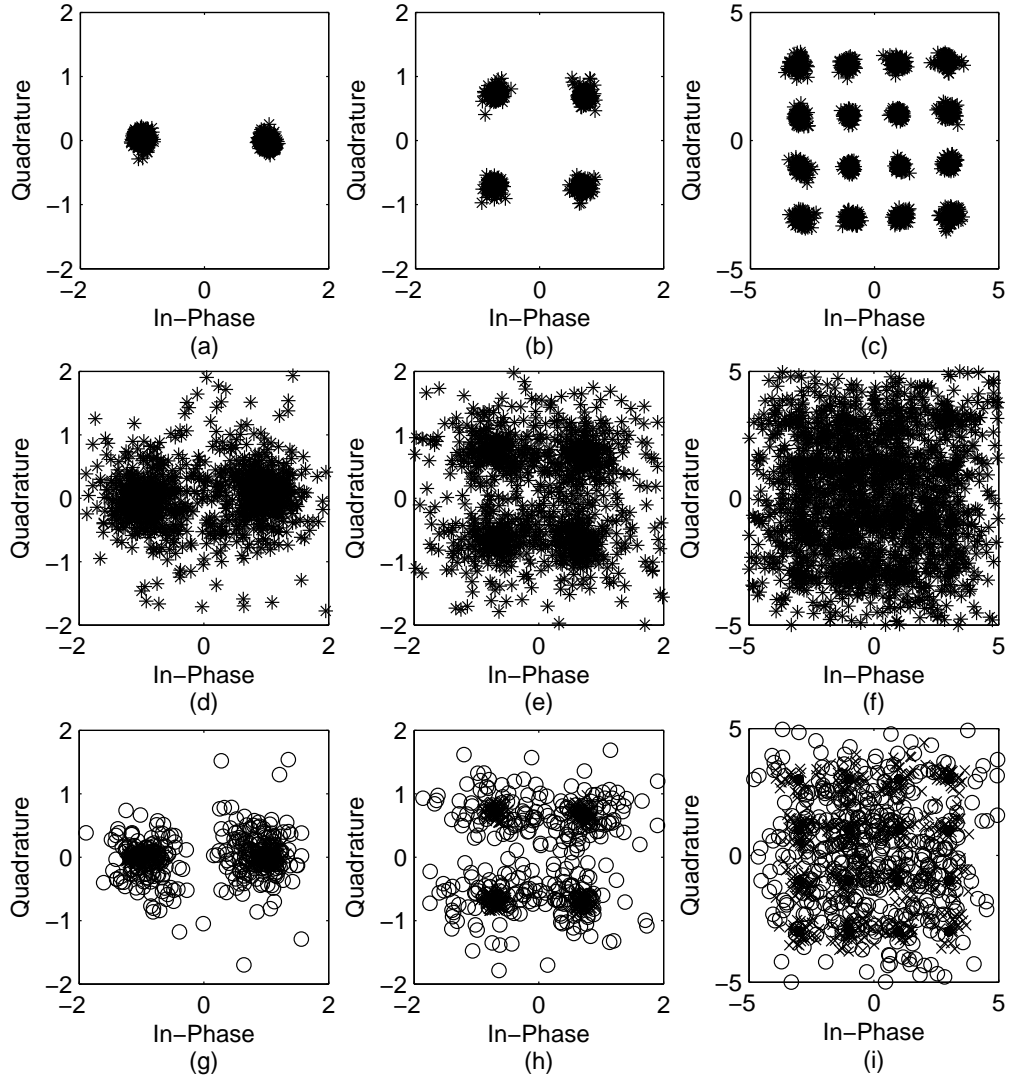 2
1
0
−1
−2
Quadrature
−2 0 2
In−Phase
(a)
2
1
0
−1
−2
Quadrature
−2 0 2
In−Phase
(b)
5
0
−5
Quadrature
−5 0 5
In−Phase
(c)
2
1
0
−1
−2
Quadrature
−2 0 2
In−Phase
(d)
2
1
0
−1
−2
Quadrature
−2 0 2
In−Phase
(e)
5
0
−5
Quadrature
−5 0 5
In−Phase
(f)
2
1
0
−1
−2
Quadrature
−2 0 2
In−Phase
(g)
2
1
0
−1
−2
Quadrature
−2 0 2
In−Phase
(h)
5
0
−5
Quadrature
−5 0 5
In−Phase
(i)